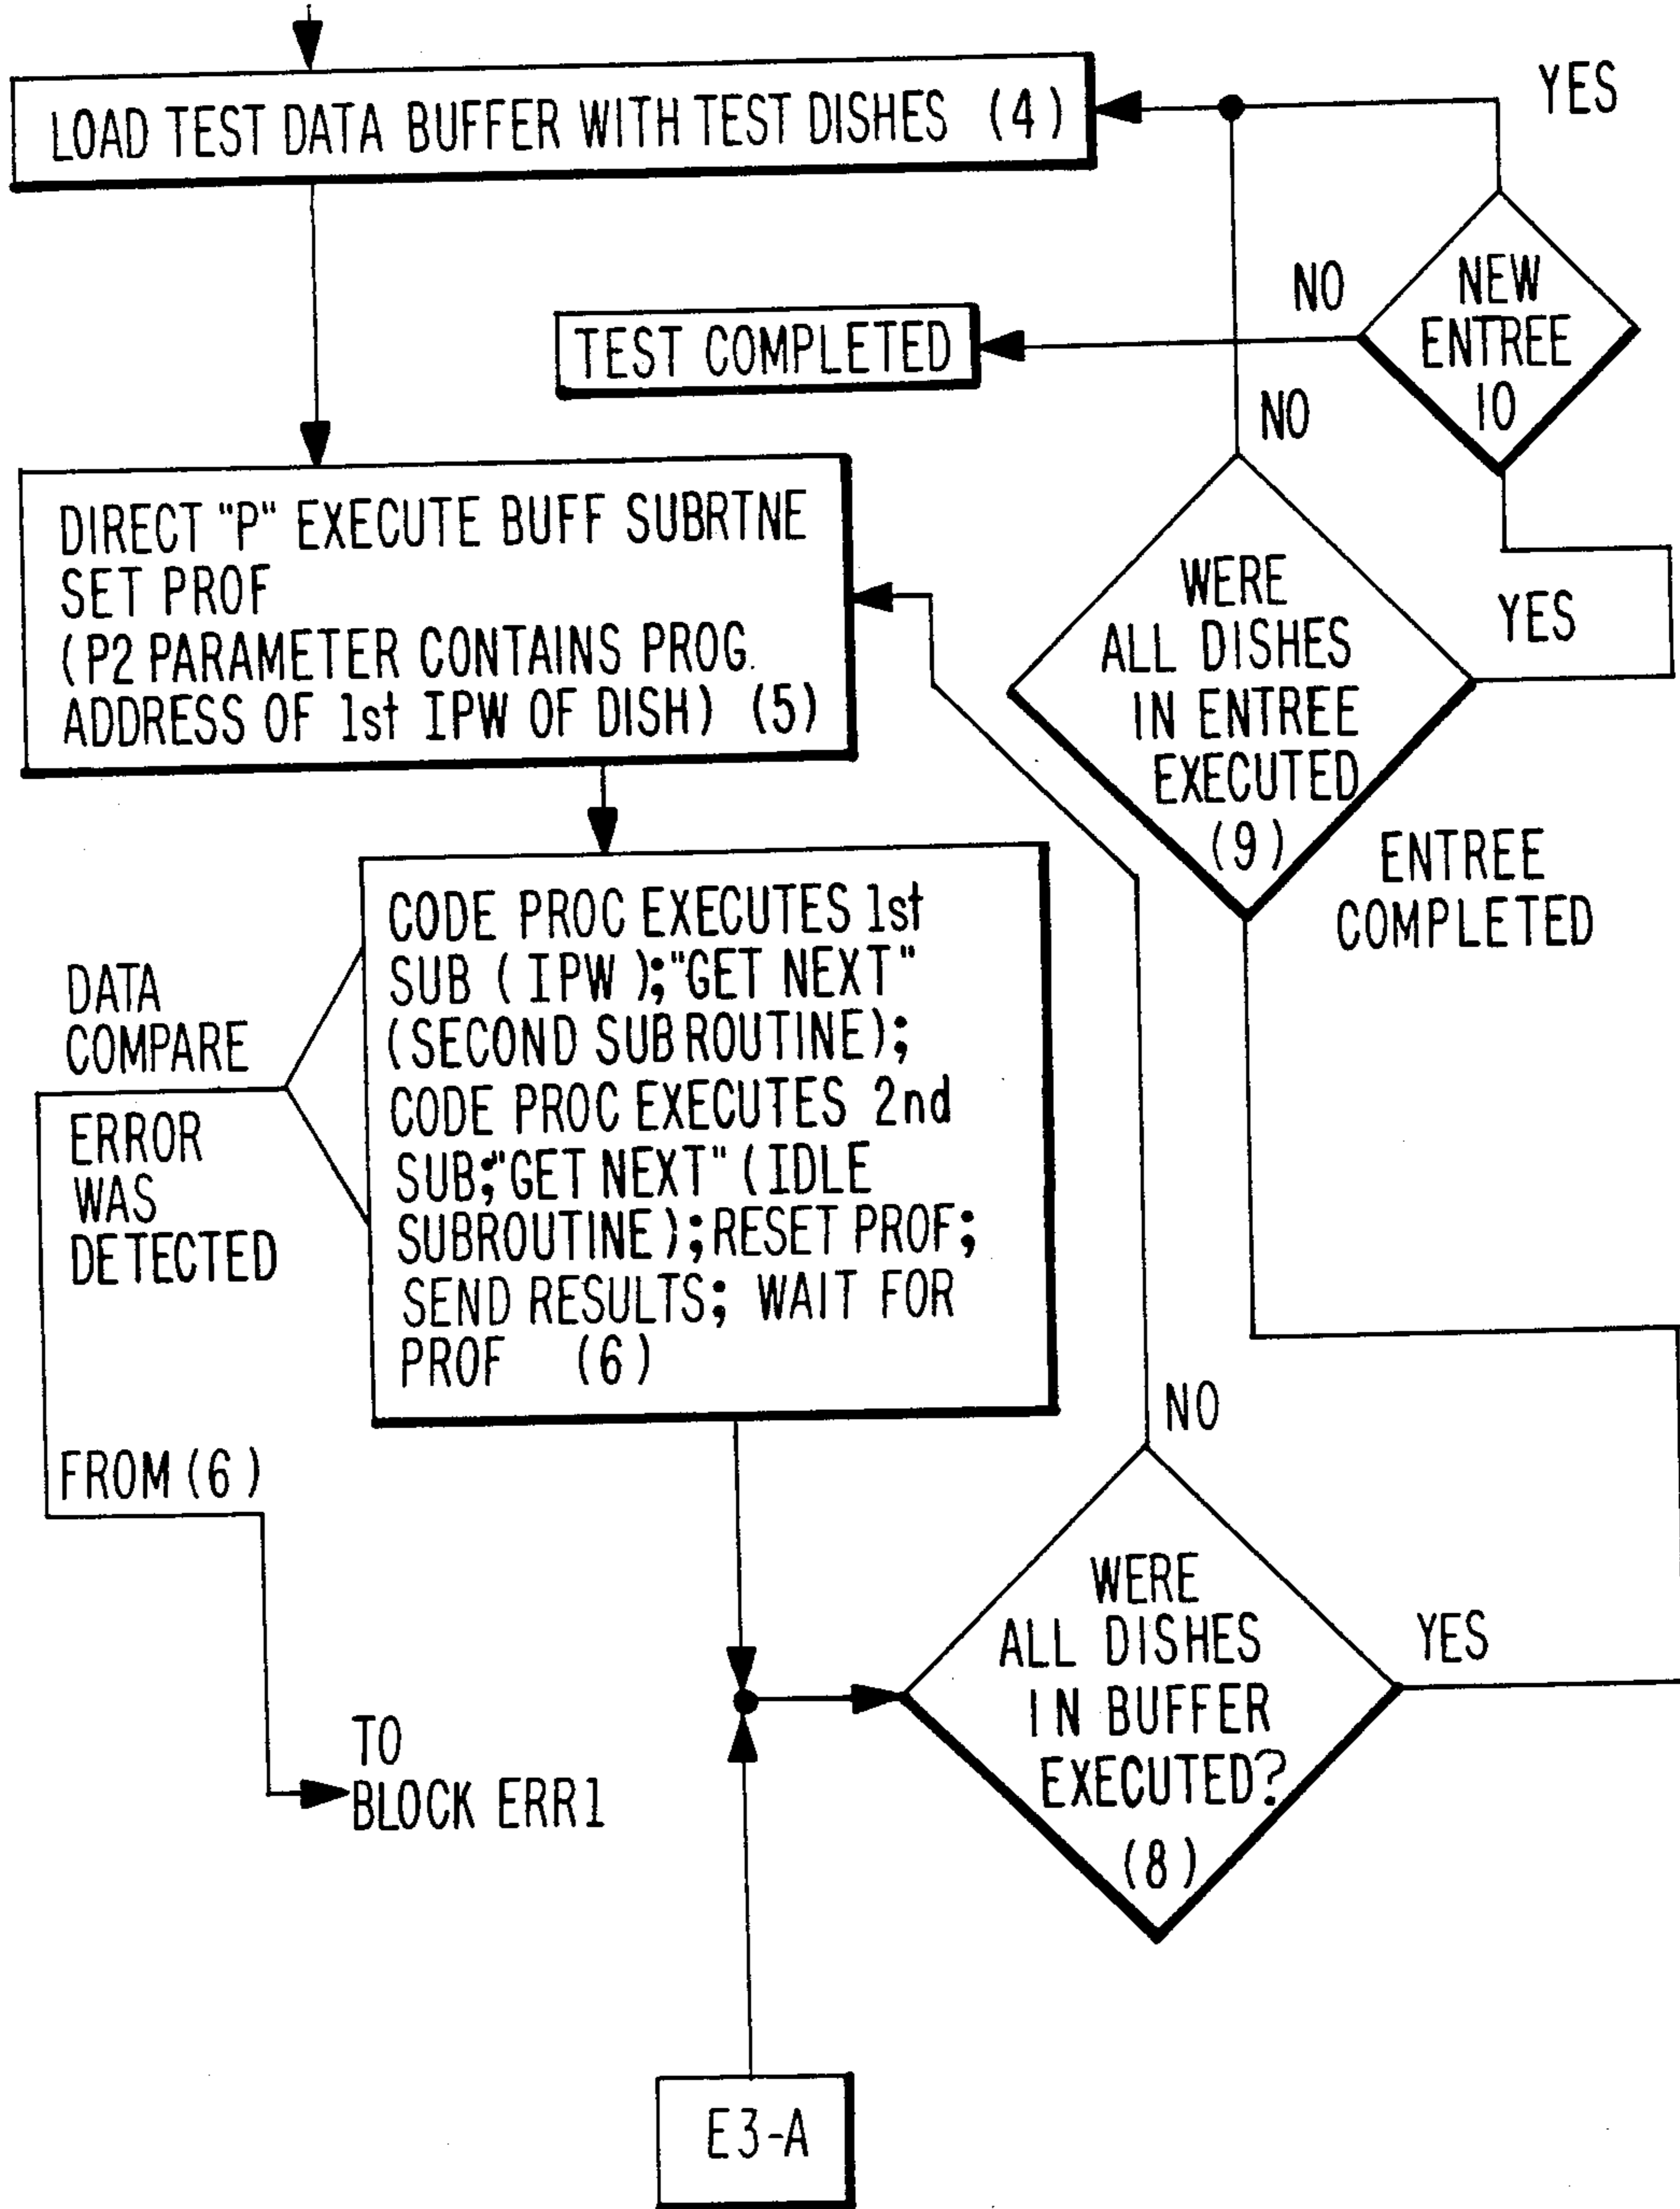 LOAD TEST DATA BUFFER WITH TEST DISHES (4)
YES
NEW
ENTREE
10
NO
TEST COMPLETED
NO
DIRECT "P" EXECUTE BUFF SUBRTNE
SET PROF
(P2 PARAMETER CONTAINS PROG.
ADDRESS OF 1st IPW OF DISH) (5)
WERE
ALL DISHES
IN ENTREE
EXECUTED
(9)
YES
ENTREE
COMPLETED
CODE PROC EXECUTES 1st
SUB (IPW);"GET NEXT"
(SECOND SUBROUTINE);
CODE PROC EXECUTES 2nd
SUB;"GET NEXT" (IDLE
SUBROUTINE); RESET PROF;
SEND RESULTS; WAIT FOR
PROF (6)
DATA
COMPARE
ERROR
WAS
DETECTED
FROM (6)
TO
BLOCK ERR1
NO
WERE
ALL DISHES
IN BUFFER
EXECUTED?
(8)
YES
E3-A